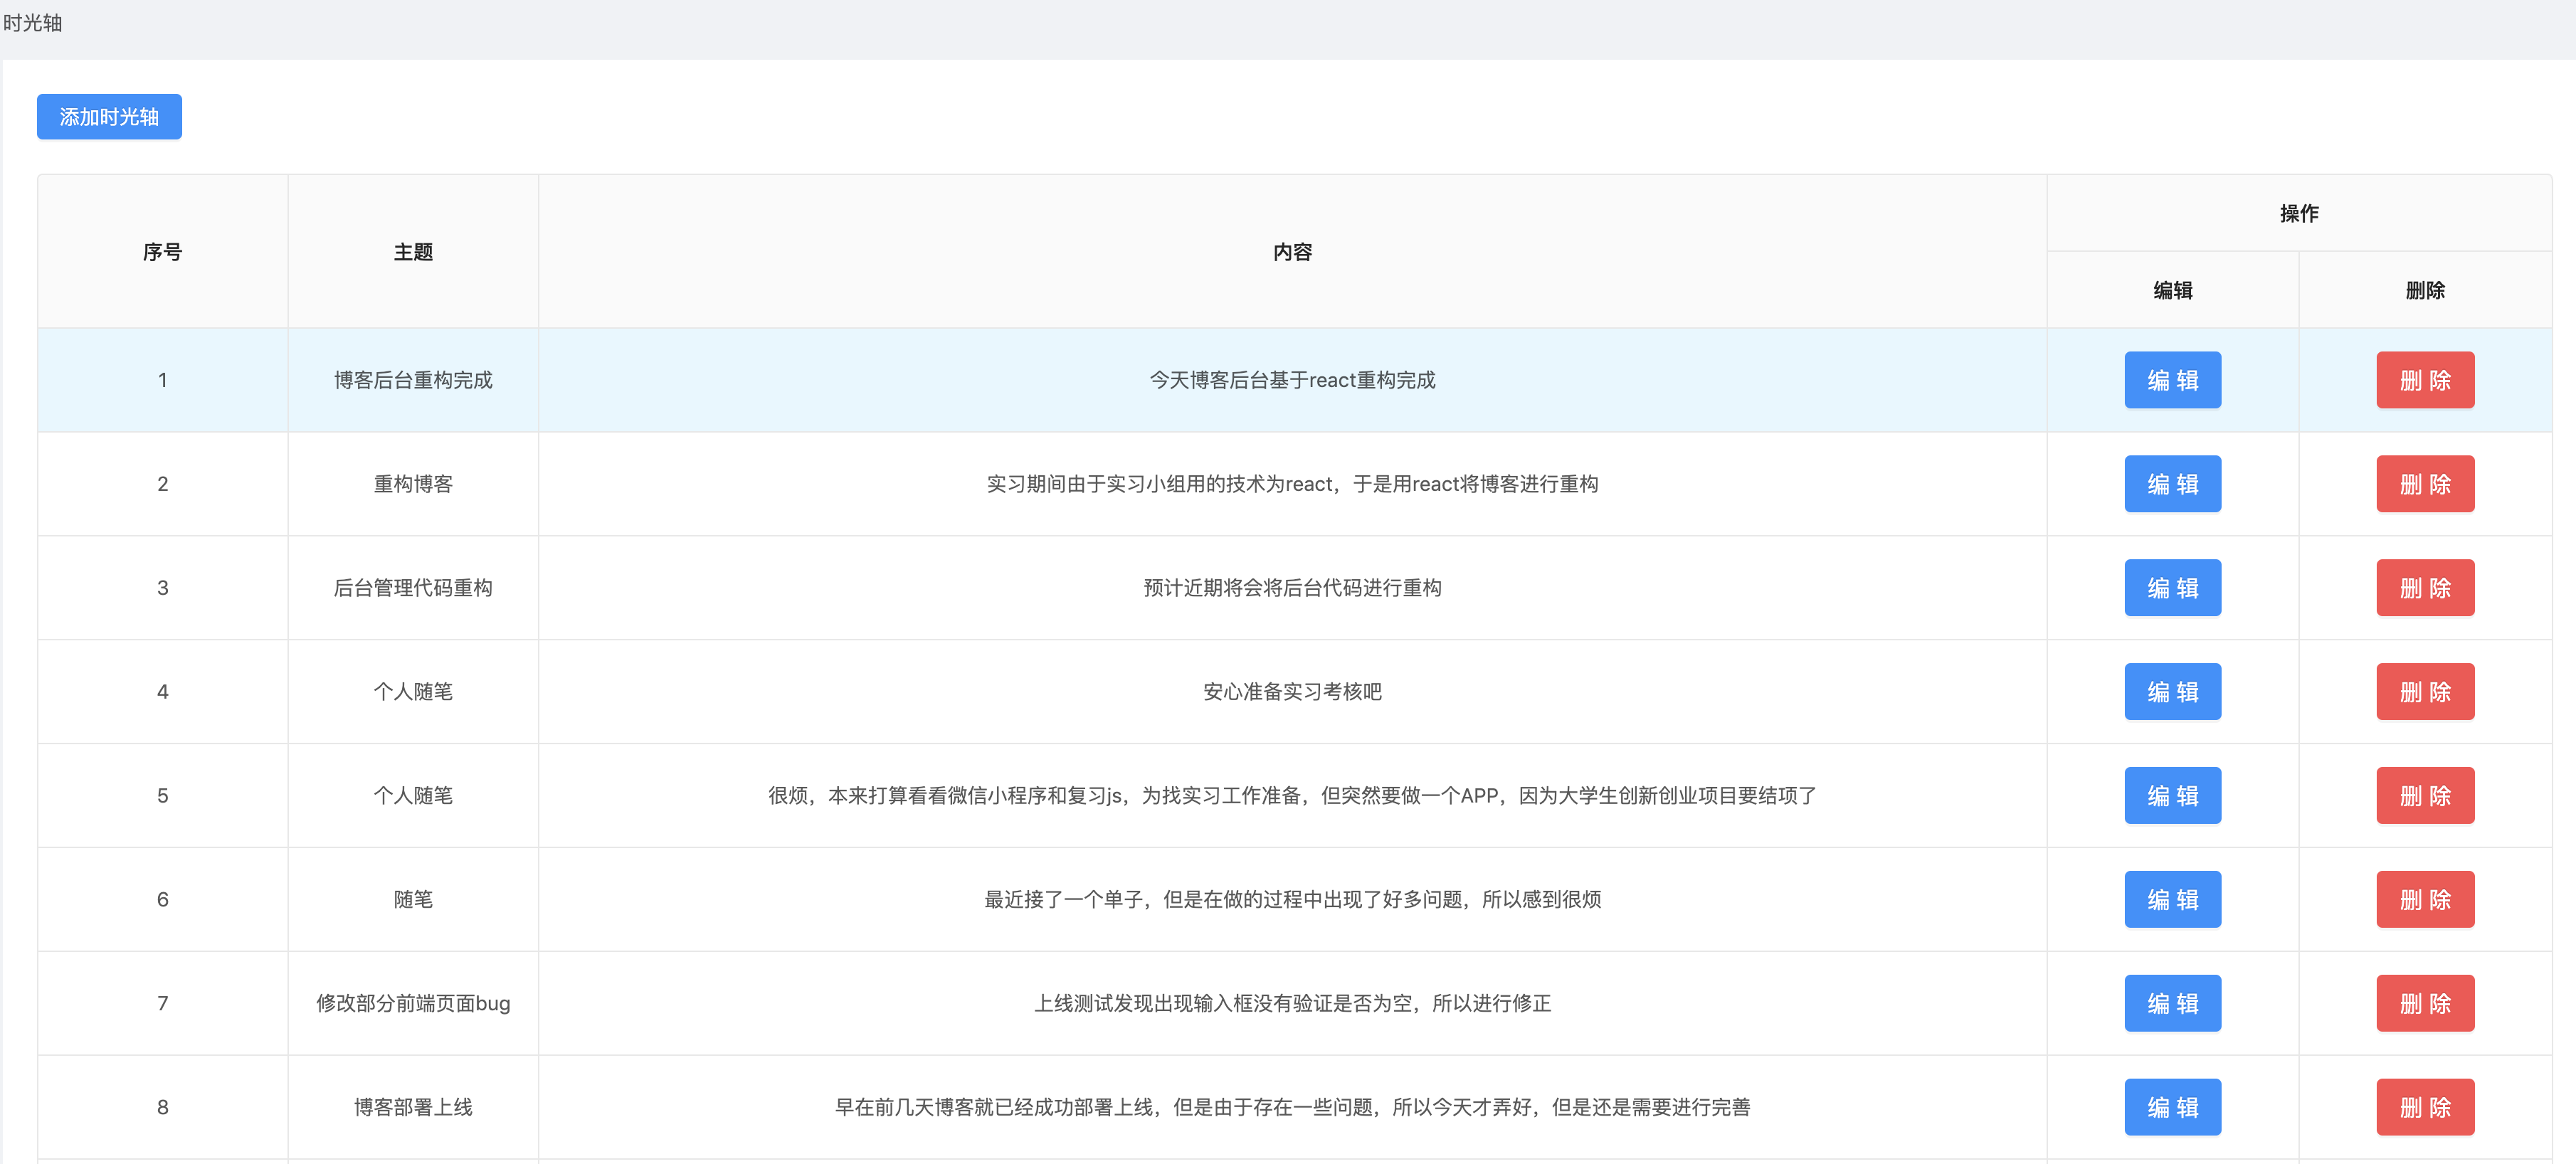 时光轴
添加时光轴
序号 主题 内容 操作
编辑 删除
1 博客后台重构完成 今天博客后台基于react重构完成 编 辑 删 除
2 重构博客 实习期间由于实习小组用的技术为react，于是用react将博客进行重构 编 辑 删 除
3 后台管理代码重构 预计近期将会将后台代码进行重构 编 辑 删 除
4 个人随笔 安心准备实习考核吧 编 辑 删 除
5 个人随笔 很烦，本来打算看看微信小程序和复习js，为找实习工作准备，但突然要做一个APP，因为大学生创新创业项目要结项了 编 辑 删 除
6 随笔 最近接了一个单子，但是在做的过程中出现了好多问题，所以感到很烦 编 辑 删 除
7 修改部分前端页面bug 上线测试发现出现输入框没有验证是否为空，所以进行修正 编 辑 删 除
8 博客部署上线 早在前几天博客就已经成功部署上线，但是由于存在一些问题，所以今天才弄好，但是还是需要进行完善 编 辑 删 除